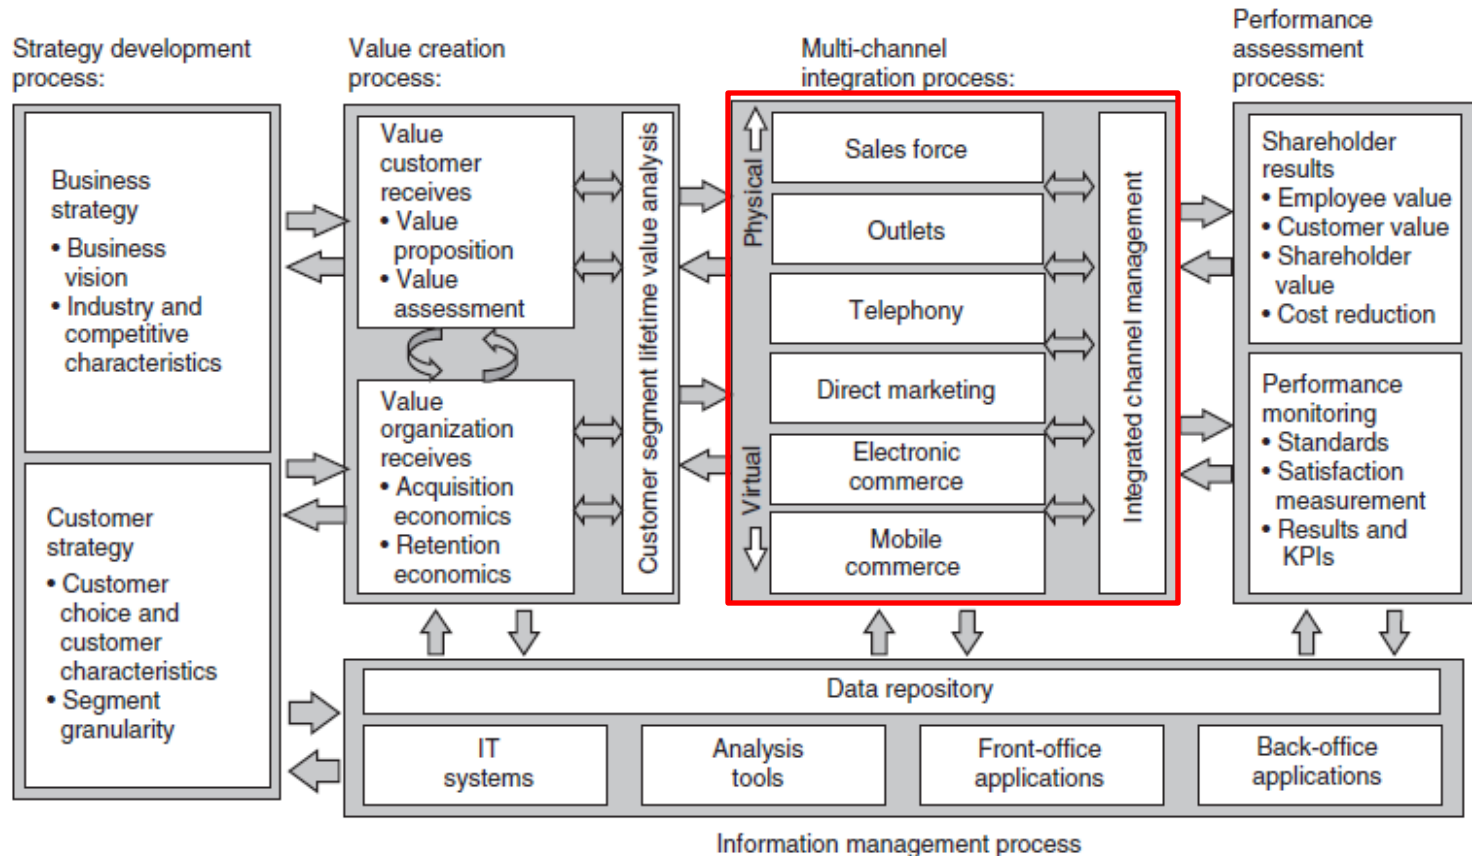 Strategy development
process:
Business
strategy
• Business
vision
• Industry and
competitive
characteristics
Customer
strategy
• Customer
choice and
customer
characteristics
• Segment
granularity
Value creation
process:
Value
customer
receives
• Value
proposition
• Value
assessment
Value
organization
receives
• Acquisition
economics
• Retention
economics
Customer segment lifetime value analysis
Multi-channel
integration process:
Physical
Virtual
Sales force
Outlets
Telephony
Direct marketing
Electronic
commerce
Mobile
commerce
Integrated channel management
Performance
assessment
process:
Shareholder
results
• Employee value
• Customer value
• Shareholder
value
• Cost reduction
Performance
monitoring
• Standards
• Satisfaction
measurement
• Results and
KPIs
Data repository
IT
systems
Analysis
tools
Front-office
applications
Back-office
applications
Information management process